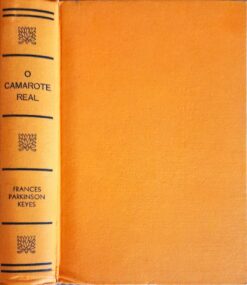 O
CAMAROTE
REAL
FRANCES
PARKINSON
KEYES